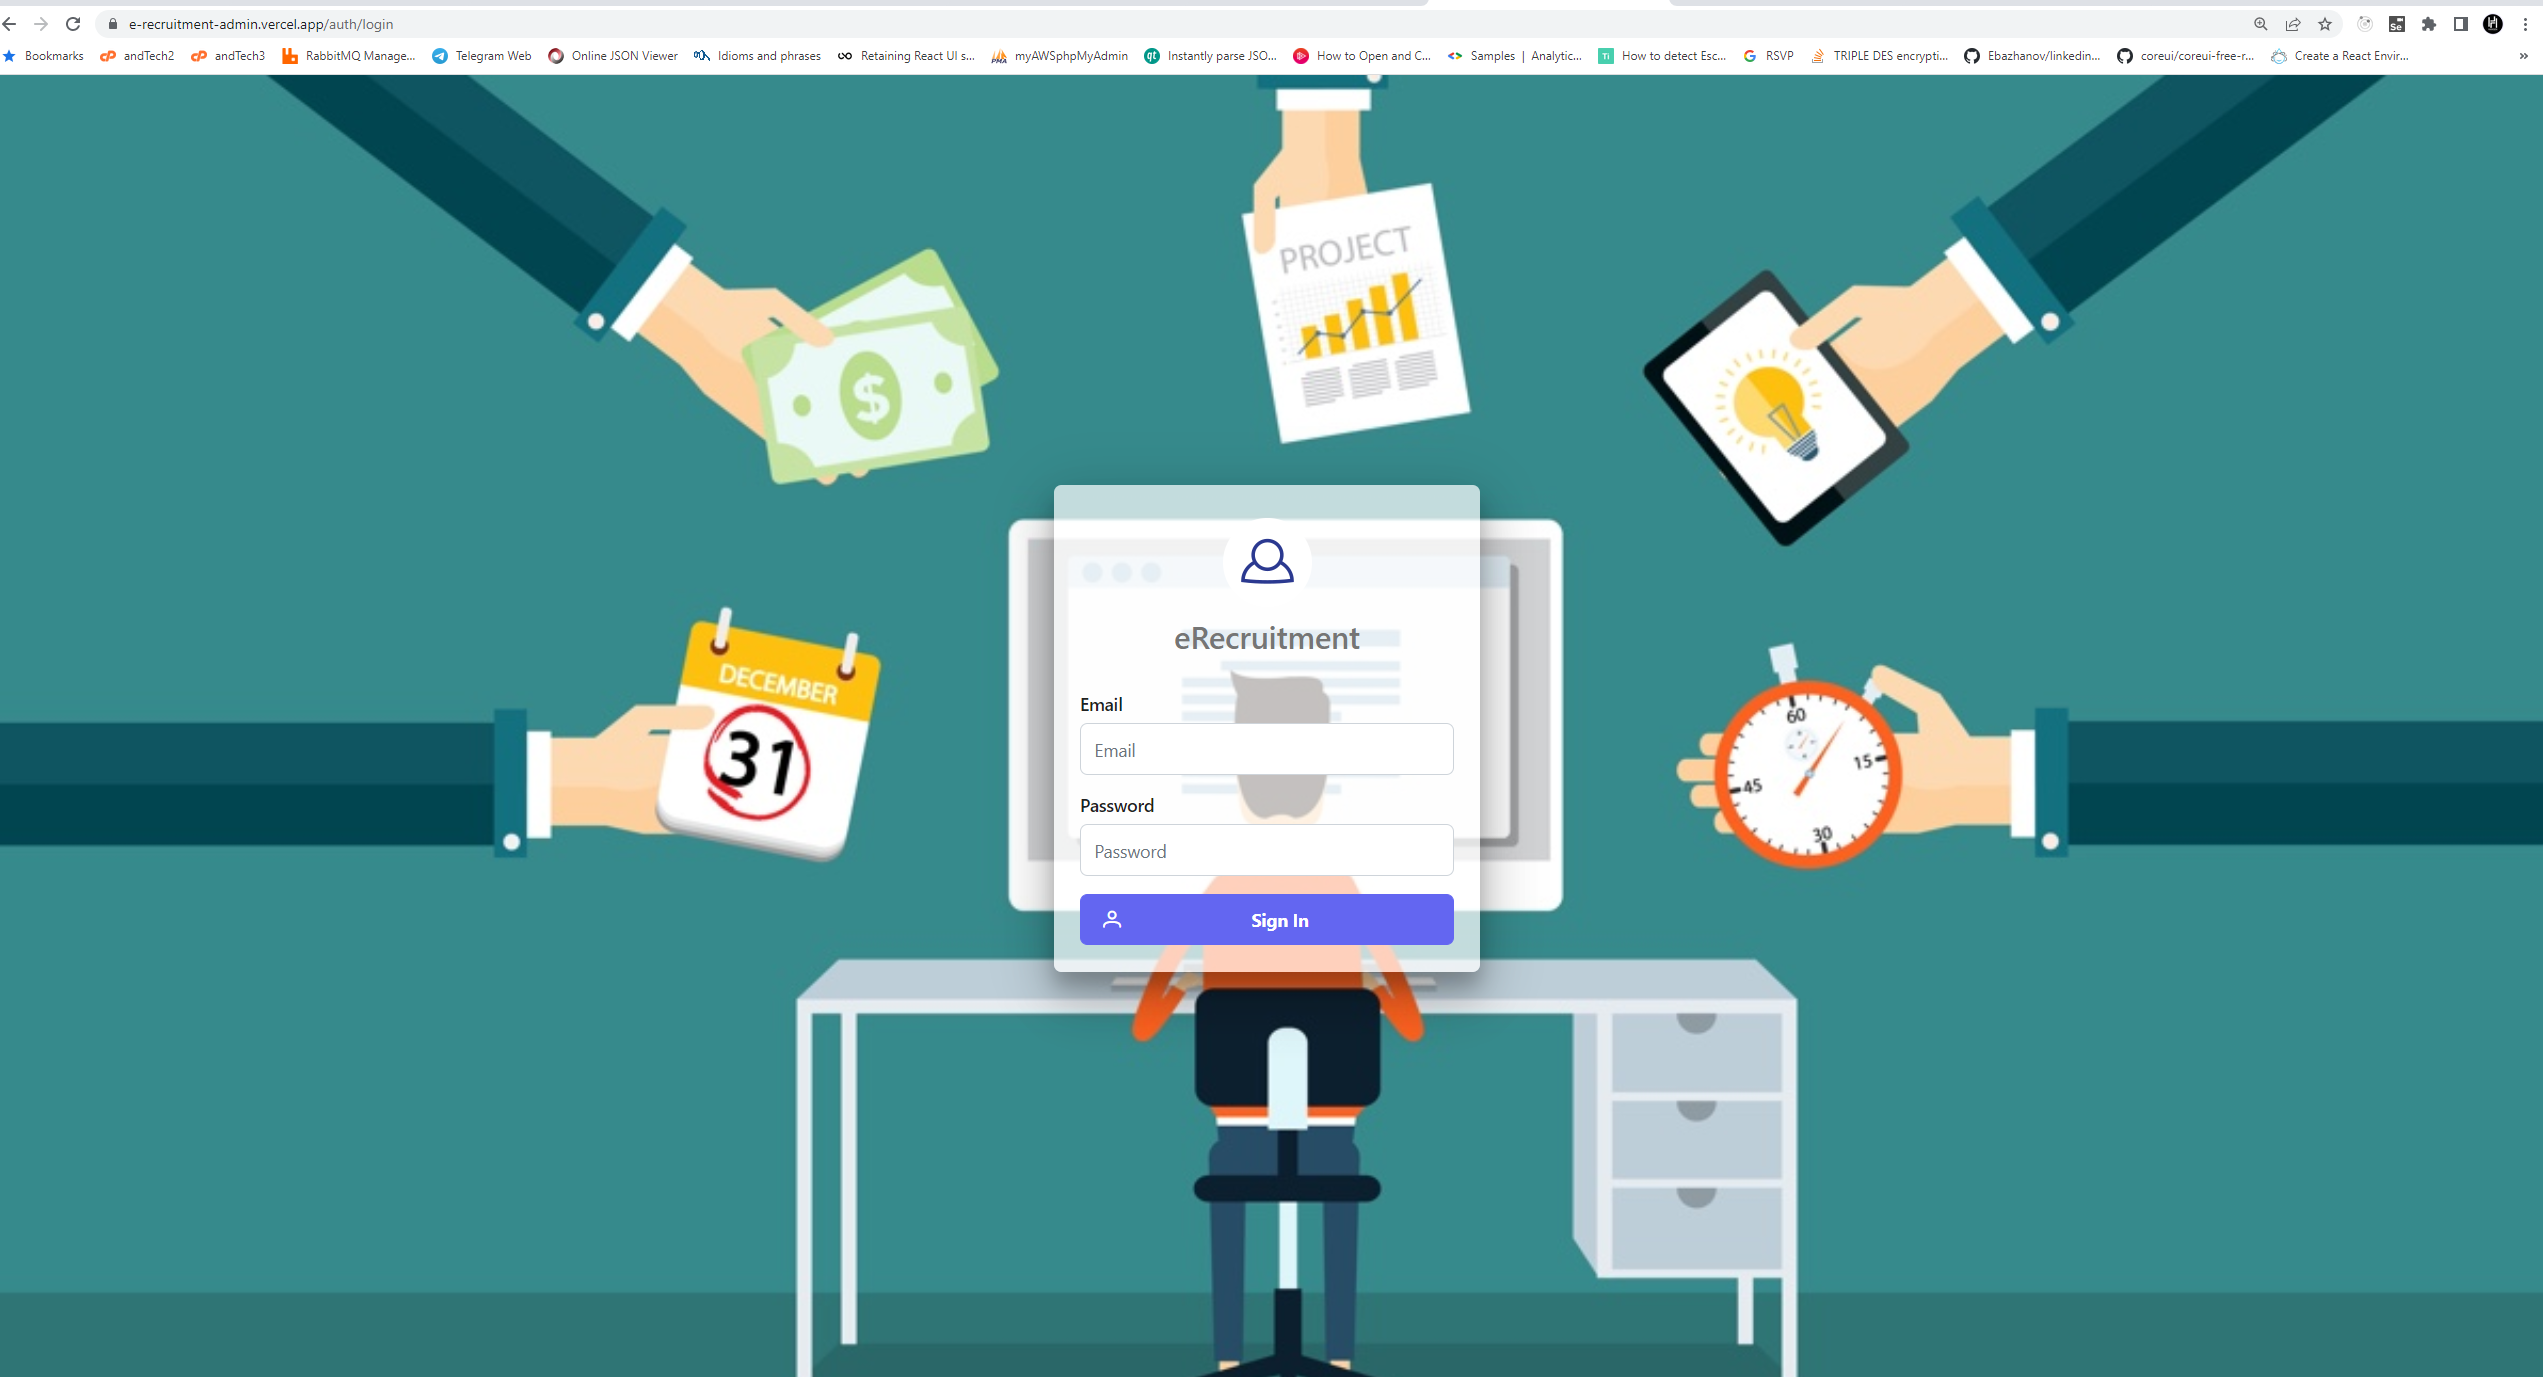 e-recruitment-admin.vercel.app/auth/login
Bookmarks andTech2 andTech3 RabbitMQ Manage... Telegram Web Online JSON Viewer Idioms and phrases Retaining React UI s... myAWSphpMyAdmin Instantly parse JSO... How to Open and C... Samples | Analytic... How to detect Esc... RSVP TRIPLE DES encrypti... Ebazhanov/linkedin... coreui/coreui-free-r... Create a React Envir... »
PROJECT
$
eRecruitment
DECEMBER
31
Email
Email
Password
Password
Sign In
60
15
45
30